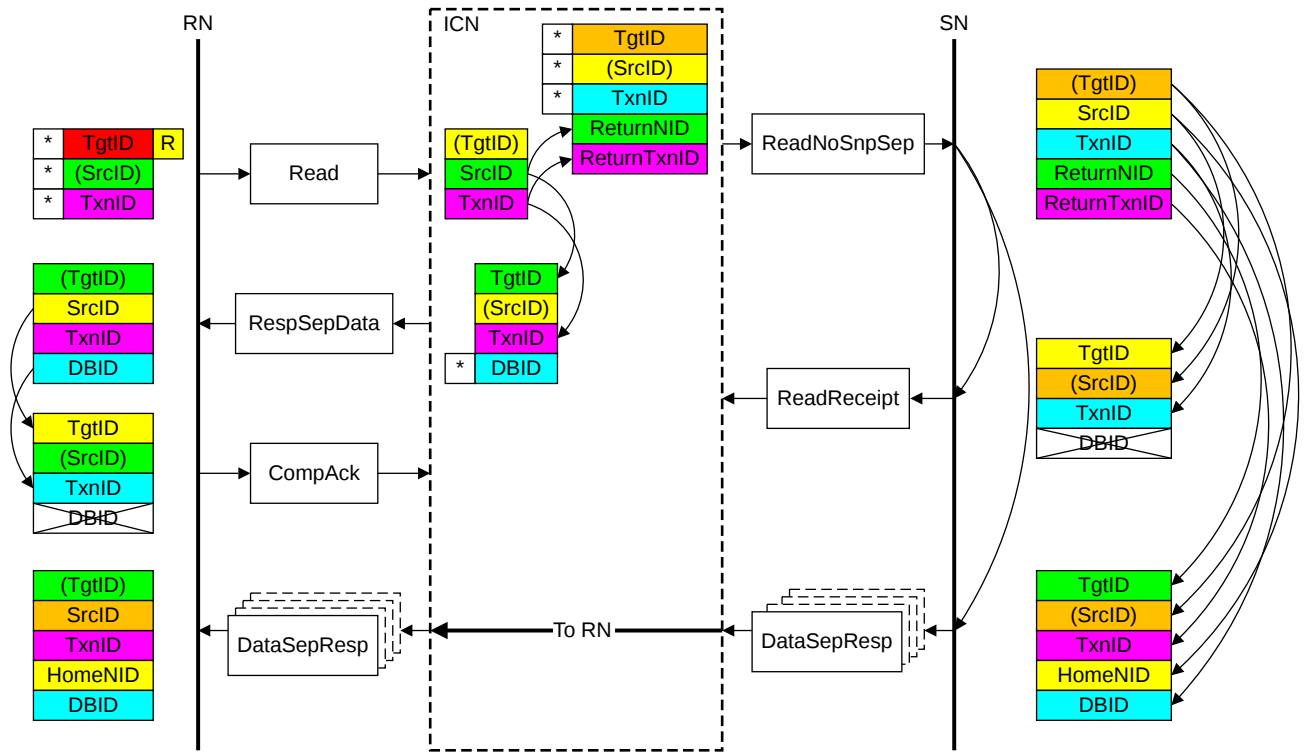 RN
ICN
SN
* TgtID
* (SrcID)
* TxnID
ReturnNID
ReturnTxnID
* TgtID R
* (SrcID)
* TxnID
Read
(TgtID)
SrcID
TxnID
ReadNoSnpSep
(TgtID)
SrcID
TxnID
ReturnNID
ReturnTxnID
(TgtID)
SrcID
TxnID
DBID
RespSepData
TgtID
(SrcID)
TxnID
* DBID
ReadReceipt
TgtID
(SrcID)
TxnID
DBID
TgtID
(SrcID)
TxnID
DBID
CompAck
(TgtID)
SrcID
TxnID
HomeNID
DBID
DataSepResp
To RN
DataSepResp
TgtID
(SrcID)
TxnID
HomeNID
DBID